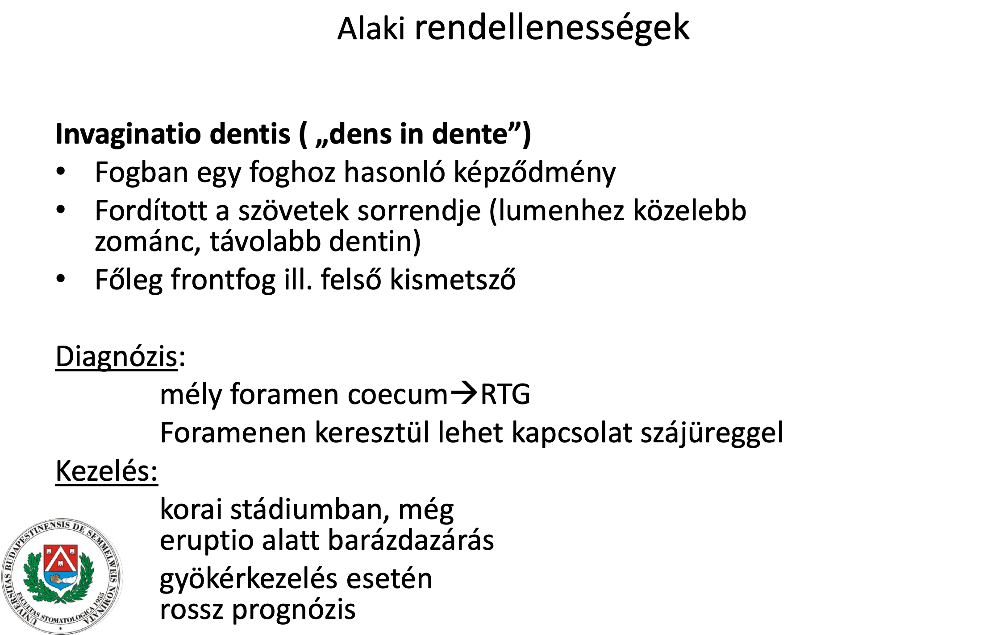 Alaki rendellenességek
Invaginatio dentis ( „dens in dente”)
• Fogban egy foghoz hasonló képződmény
• Fordított a szövetek sorrendje (lumenhez közelebb
zománc, távolabb dentin)
• Főleg frontfog ill. felső kismetsző
Diagnózis:
mély foramen coecum→RTG
Foramenen keresztül lehet kapcsolat szájüreggel
Kezelés:
korai stádiumban, még
eruptio alatt barázdazárás
gyökérkezelés esetén
rossz prognózis
UNIVERSITAS BUDAPESTINENSIS DE SEMMELWEIS NOMINATA
FACULTAS STOMATOLOGICA 1955